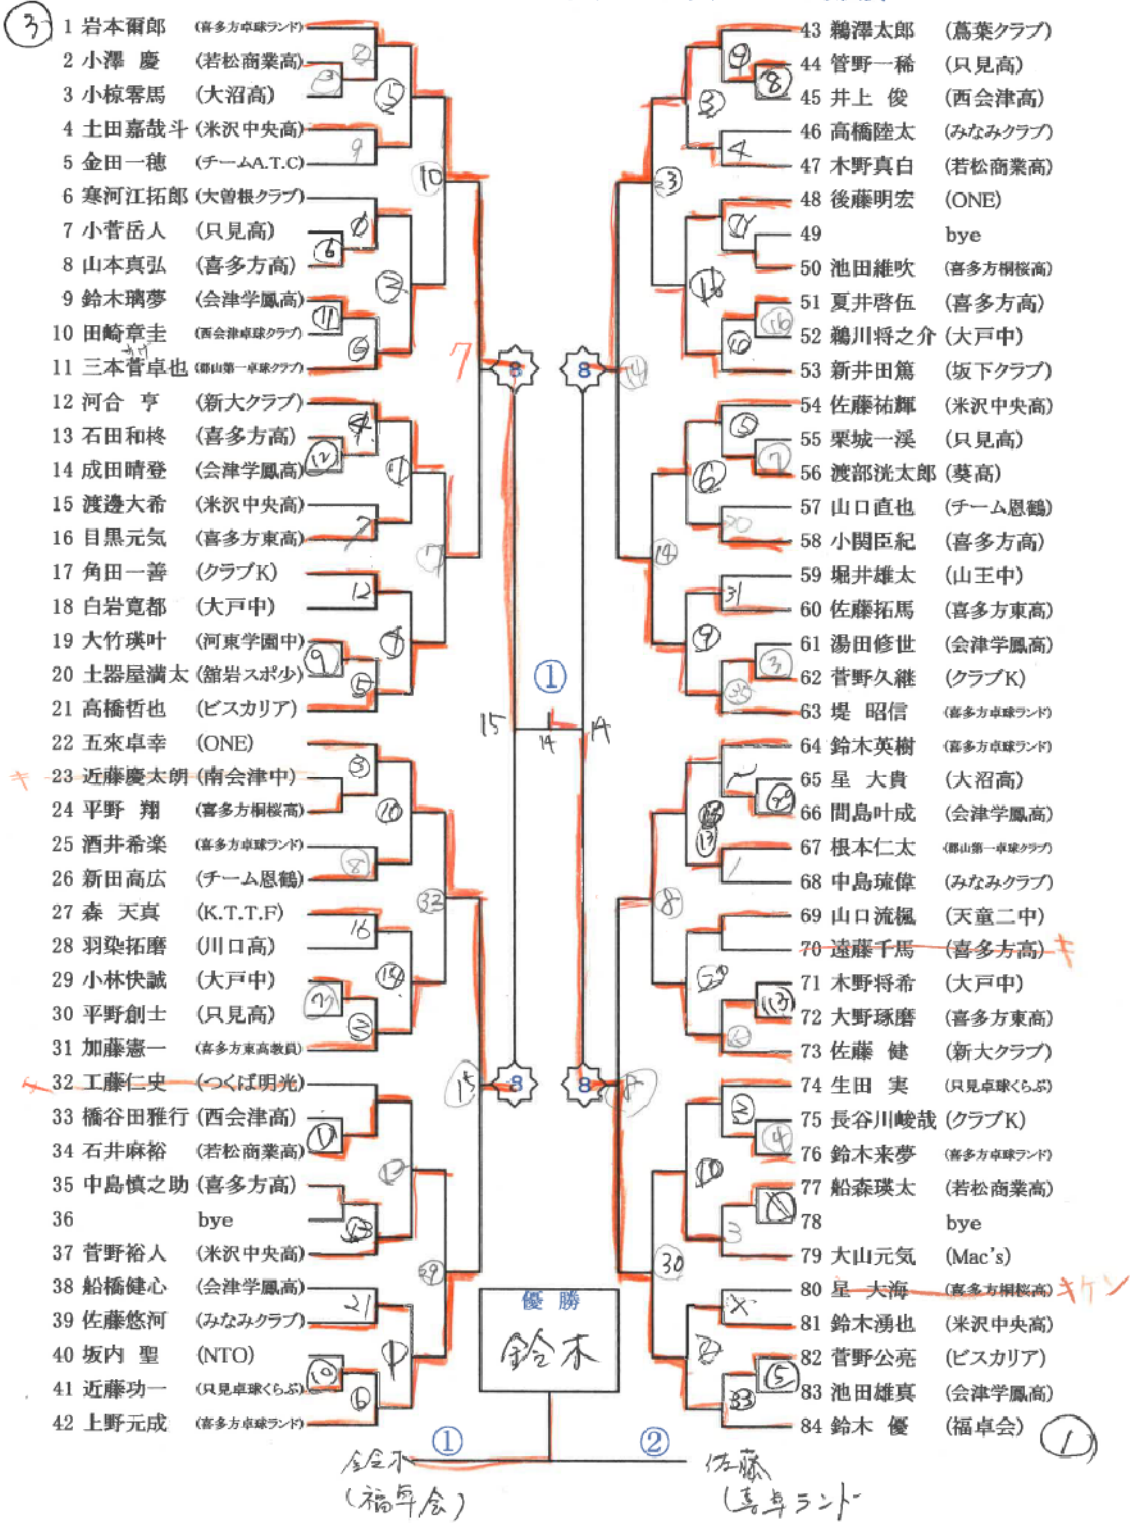 ③
1 岩本爾郎 (喜多方卓球ランド)
2 小澤 慶 (若松商業高)
3 小椋零馬 (大沼高)
4 土田嘉哉斗 (米沢中央高)
5 金田一穂 (チームA.T.C)
6 寒河江拓郎 (大曽根クラブ)
7 小菅岳人 (只見高)
8 山本真弘 (喜多方高)
9 鈴木璃夢 (会津学鳳高)
10 田崎章圭 (西会津卓球クラブ)
11 三本菅卓也 (郡山第一卓球クラブ)
12 河合 亨 (新大クラブ)
13 石田和柊 (喜多方高)
14 成田晴登 (会津学鳳高)
15 渡邊大希 (米沢中央高)
16 目黒元気 (喜多方東高)
17 角田一善 (クラブK)
18 白岩寛都 (大戸中)
19 大竹瑛叶 (河東学園中)
20 土器屋満太 (舘岩スポ少)
21 高橋哲也 (ビスカリア)
22 五來卓幸 (ONE)
23 近藤慶太朗 (南会津中)
24 平野 翔 (喜多方桐桜高)
25 酒井希楽 (喜多方卓球ランド)
26 新田高広 (チーム恩鶴)
27 森 天真 (K.T.T.F)
28 羽染拓磨 (川口高)
29 小林快誠 (大戸中)
30 平野創士 (只見高)
31 加藤憲一 (喜多方東高教員)
32 工藤仁史 (つくば明光)
33 橋谷田雅行 (西会津高)
34 石井麻裕 (若松商業高)
35 中島慎之助 (喜多方高)
36 bye
37 菅野裕人 (米沢中央高)
38 船橋健心 (会津学鳳高)
39 佐藤悠河 (みなみクラブ)
40 坂内 聖 (NTO)
41 近藤功一 (只見卓球くらぶ)
42 上野元成 (喜多方卓球ランド)
7
8
8
①
15
14
14
8
8
優勝
鈴木
①
②
鈴木
(福卓会)
佐藤
(喜卓ランド
43 鵜澤太郎 (蔦葉クラブ)
44 管野一稀 (只見高)
45 井上 俊 (西会津高)
46 高橋陸太 (みなみクラブ)
47 木野真白 (若松商業高)
48 後藤明宏 (ONE)
49 bye
50 池田維吹 (喜多方桐桜高)
51 夏井啓伍 (喜多方高)
52 鵜川将之介 (大戸中)
53 新井田篤 (坂下クラブ)
54 佐藤祐輝 (米沢中央高)
55 栗城一渓 (只見高)
56 渡部洸太郎 (葵高)
57 山口直也 (チーム恩鶴)
58 小関臣紀 (喜多方高)
59 堀井雄太 (山王中)
60 佐藤拓馬 (喜多方東高)
61 湯田修世 (会津学鳳高)
62 菅野久継 (クラブK)
63 堤 昭信 (喜多方卓球ランド)
64 鈴木英樹 (喜多方卓球ランド)
65 星 大貴 (大沼高)
66 間島叶成 (会津学鳳高)
67 根本仁太 (郡山第一卓球クラブ)
68 中島琉偉 (みなみクラブ)
69 山口流楓 (天童二中)
70 遠藤千馬 (喜多方高) キ
71 木野将希 (大戸中)
72 大野琢磨 (喜多方東高)
73 佐藤 健 (新大クラブ)
74 生田 実 (只見卓球くらぶ)
75 長谷川峻哉 (クラブK)
76 鈴木来夢 (喜多方卓球ランド)
77 船森瑛太 (若松商業高)
78 bye
79 大山元気 (Mac's)
80 星 大海 (喜多方桐桜高) キケン
81 鈴木湧也 (米沢中央高)
82 菅野公亮 (ビスカリア)
83 池田雄真 (会津学鳳高)
84 鈴木 優 (福卓会)
①